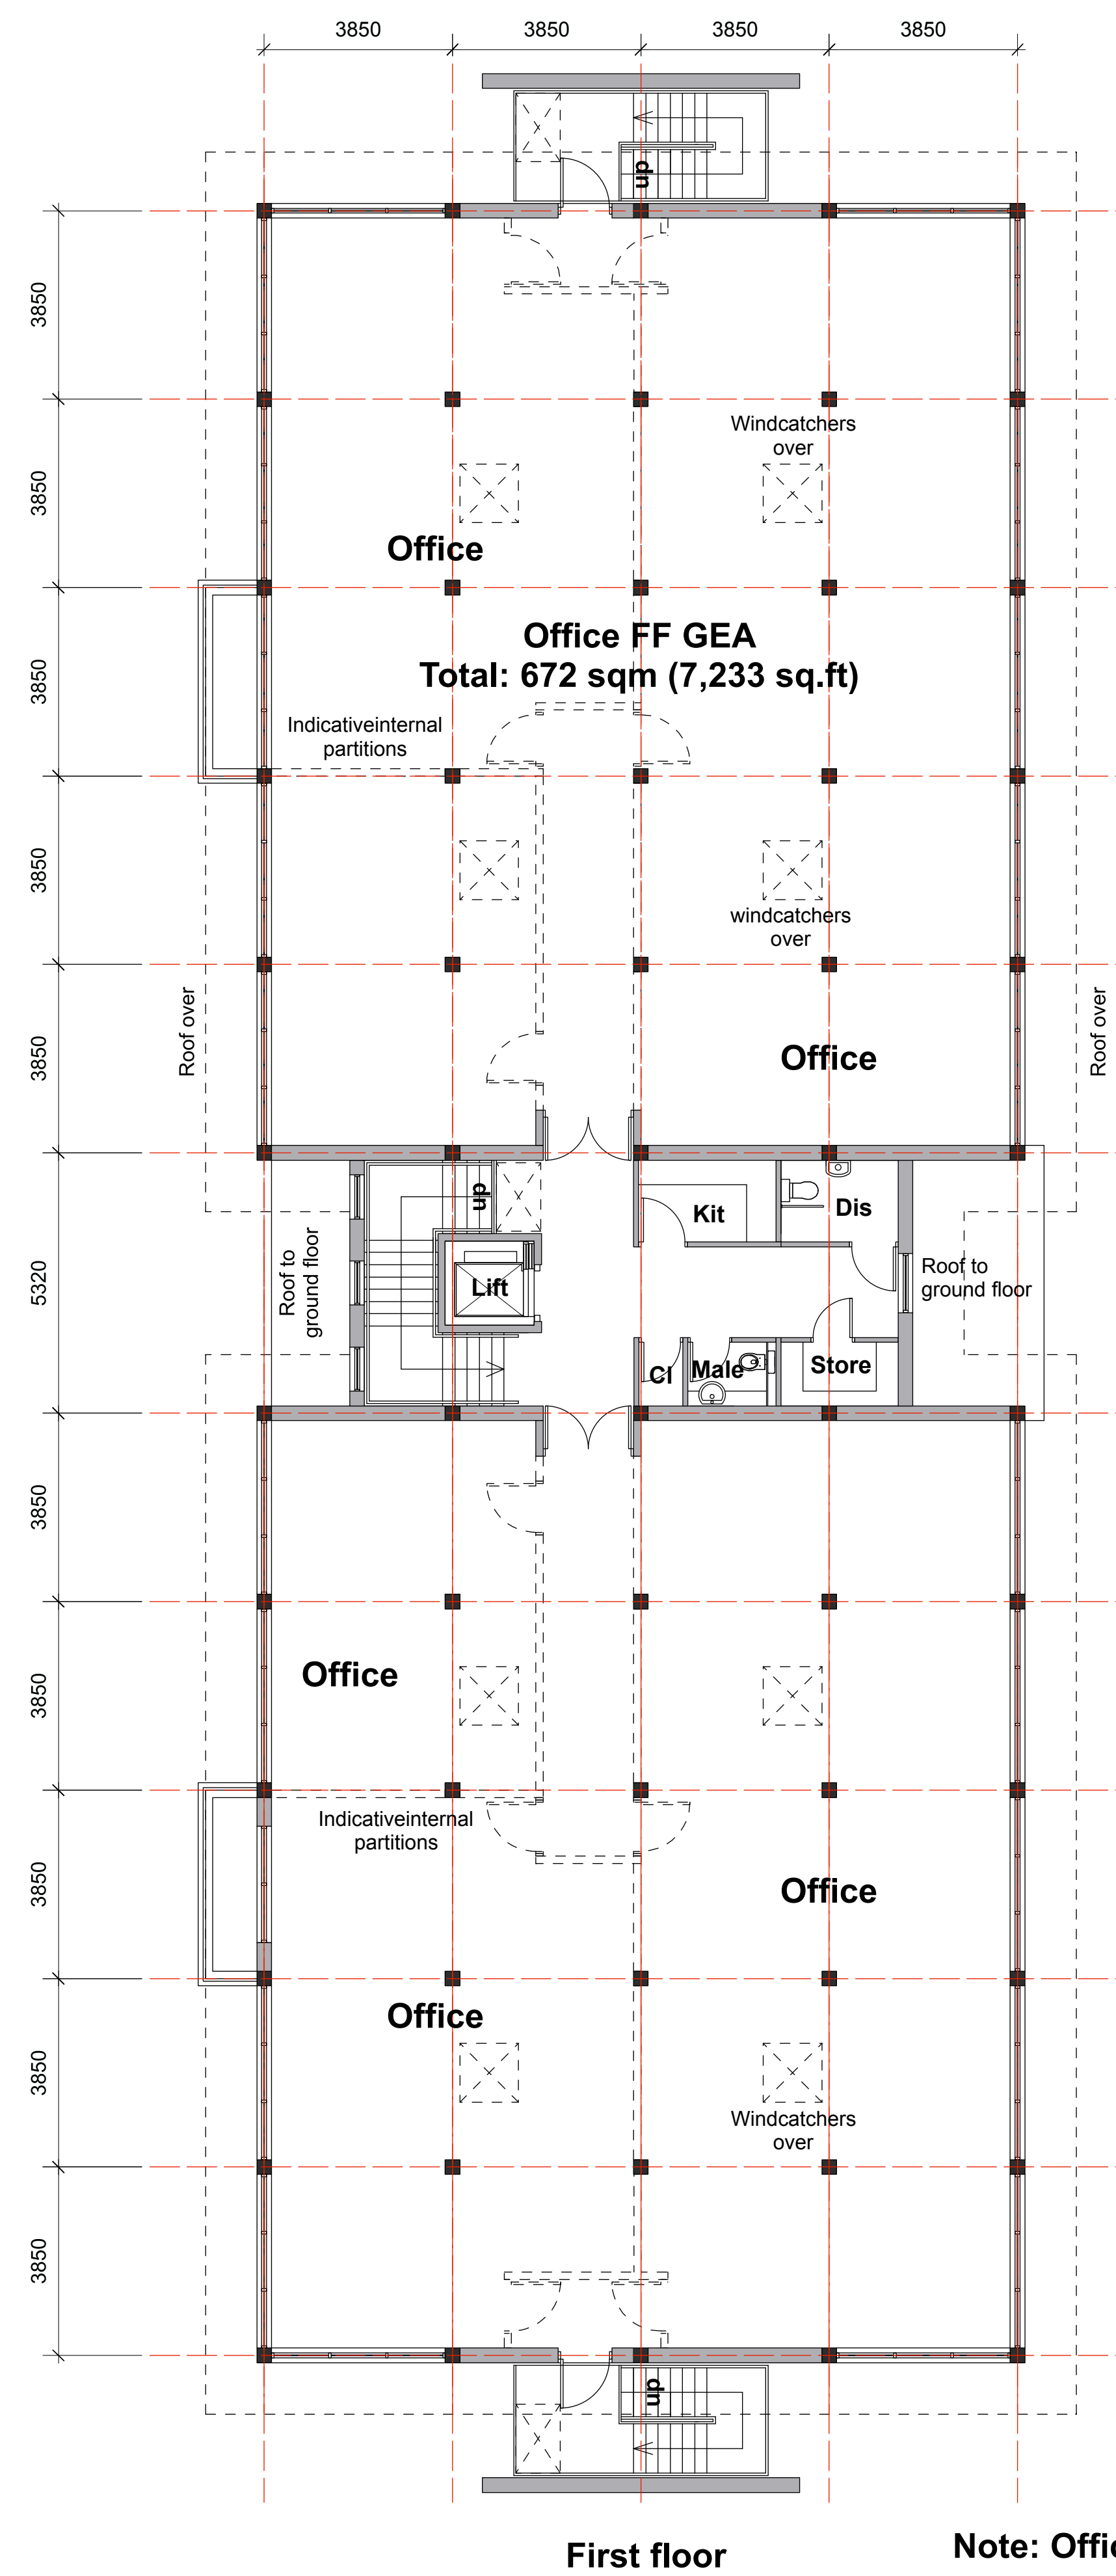 3850
3850
3850
3850
up
3850
Windcatchers
over
3850
Office
Office FF GEA
Total: 672 sqm (7,233 sq.ft)
3850
Indicativeinternal
partitions
3850
windcatchers
over
Roof over
Roof over
3850
Office
up
Kit
Dis
Roof to
ground floor
5320
Lift
Roof to
ground floor
Cl
Male
Store
3850
Office
3850
Indicativeinternal
partitions
3850
Office
Office
3850
Windcatchers
over
3850
up
First floor
Note: Offic